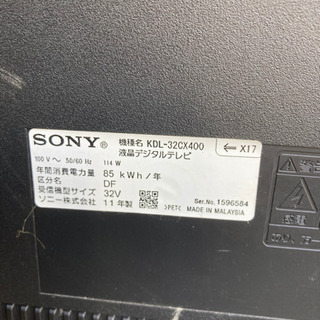 SONY®
機種名 KDL-32CX400
液晶デジタルテレビ
← X17
100 V～ 50/60 Hz 114 W
年間消費電力量 85 kWh/年
区分名 DF
受信機型サイズ 32V
ソニー株式会社 11年製
Ser.No. 1596584
MADE IN MALAYSIA